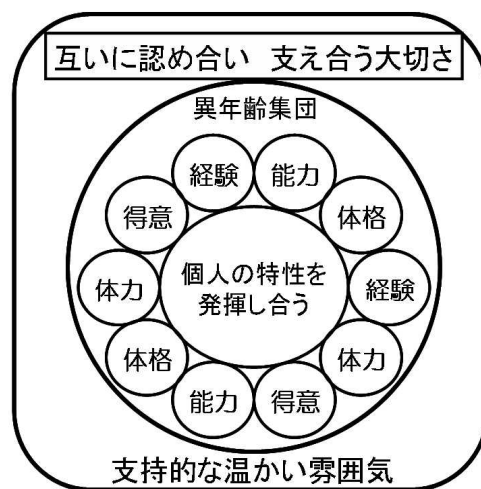 互いに認め合い 支え合う大切さ
異年齢集団
経験
能力
得意
体格
体力
個人の特性を
発揮し合う
経験
体格
体力
能力
得意
支持的な温かい雰囲気